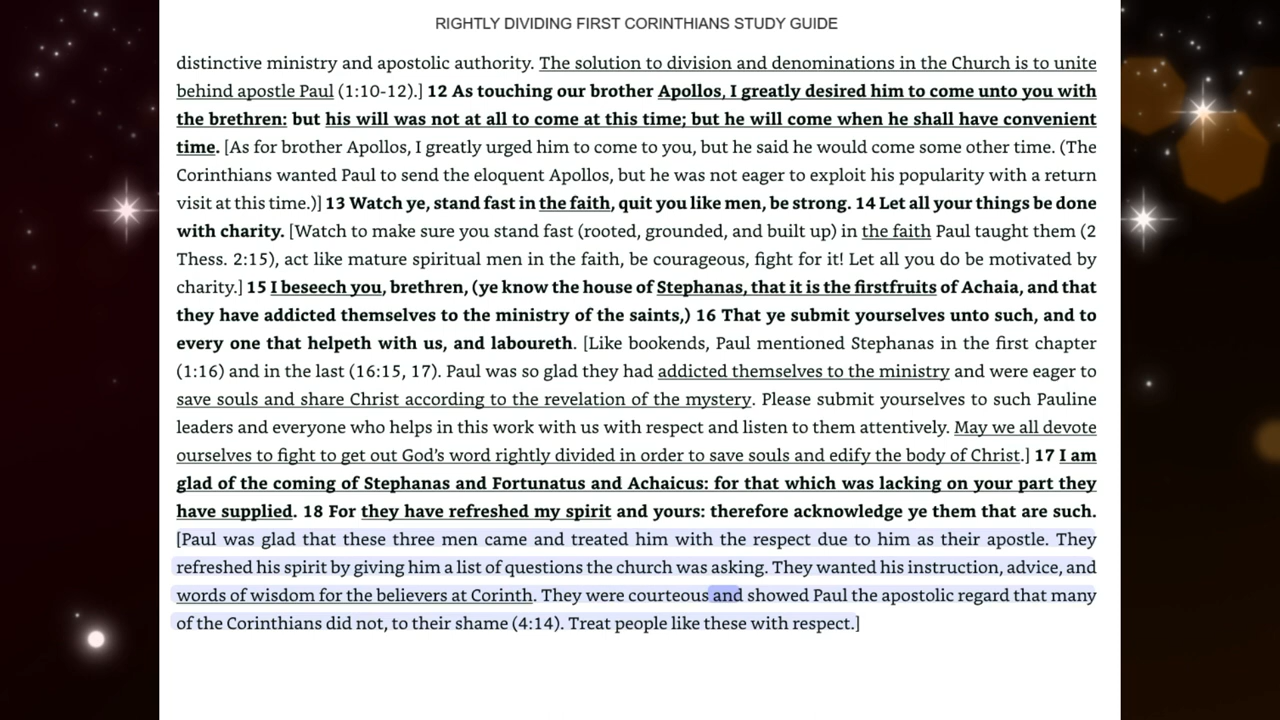 RIGHTLY DIVIDING FIRST CORINTHIANS STUDY GUIDE
distinctive ministry and apostolic authority. The solution to division and denominations in the Church is to unite
behind apostle Paul (1:10-12).] 12 As touching our brother Apollos, I greatly desired him to come unto you with
the brethren: but his will was not at all to come at this time; but he will come when he shall have convenient
time. [As for brother Apollos, I greatly urged him to come to you, but he said he would come some other time. (The
Corinthians wanted Paul to send the eloquent Apollos, but he was not eager to exploit his popularity with a return
visit at this time.)] 13 Watch ye, stand fast in the faith, quit you like men, be strong. 14 Let all your things be done
with charity. [Watch to make sure you stand fast (rooted, grounded, and built up) in the faith Paul taught them (2
Thess. 2:15), act like mature spiritual men in the faith, be courageous, fight for it! Let all you do be motivated by
charity.] 15 I beseech you, brethren, (ye know the house of Stephanas, that it is the firstfruits of Achaia, and that
they have addicted themselves to the ministry of the saints,) 16 That ye submit yourselves unto such, and to
every one that helpeth with us, and laboureth. [Like bookends, Paul mentioned Stephanas in the first chapter
(1:16) and in the last (16:15, 17). Paul was so glad they had addicted themselves to the ministry and were eager to
save souls and share Christ according to the revelation of the mystery. Please submit yourselves to such Pauline
leaders and everyone who helps in this work with us with respect and listen to them attentively. May we all devote
ourselves to fight to get out God's word rightly divided in order to save souls and edify the body of Christ.] 17 I am
glad of the coming of Stephanas and Fortunatus and Achaicus: for that which was lacking on your part they
have supplied. 18 For they have refreshed my spirit and yours: therefore acknowledge ye them that are such.
[Paul was glad that these three men came and treated him with the respect due to him as their apostle. They
refreshed his spirit by giving him a list of questions the church was asking. They wanted his instruction, advice, and
words of wisdom for the believers at Corinth. They were courteous and showed Paul the apostolic regard that many
of the Corinthians did not, to their shame (4:14). Treat people like these with respect.]